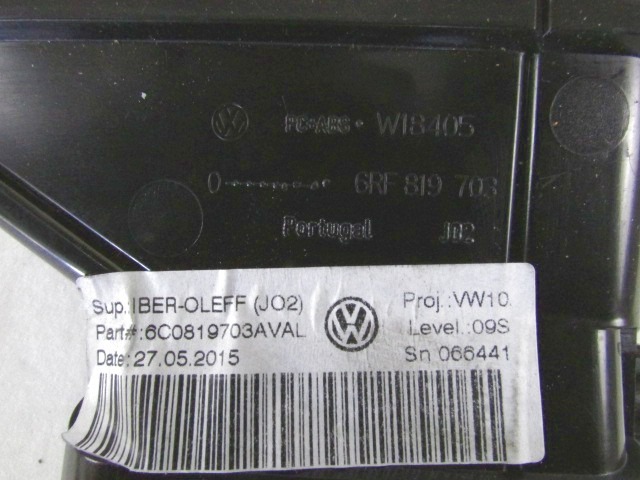 PC+ABS • W18405
6RF 819 703
Portugal J02
Sup.:IBER-OLEFF (JO2) Proj.:VW10
Part#:6C0819703AVAL Level.:09S
Date: 27.05.2015 Sn 066441